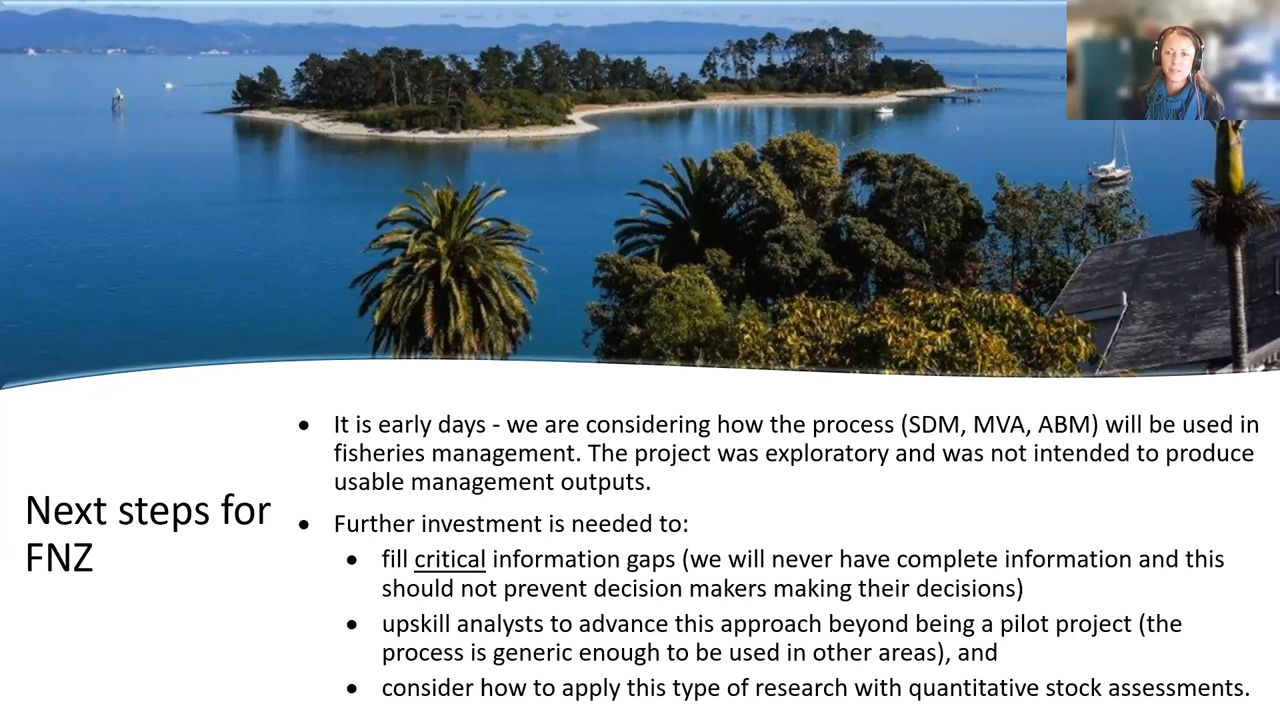 Next steps for
FNZ
• It is early days - we are considering how the process (SDM, MVA, ABM) will be used in
fisheries management. The project was exploratory and was not intended to produce
usable management outputs.
• Further investment is needed to:
• fill critical information gaps (we will never have complete information and this
should not prevent decision makers making their decisions)
• upskill analysts to advance this approach beyond being a pilot project (the
process is generic enough to be used in other areas), and
• consider how to apply this type of research with quantitative stock assessments.